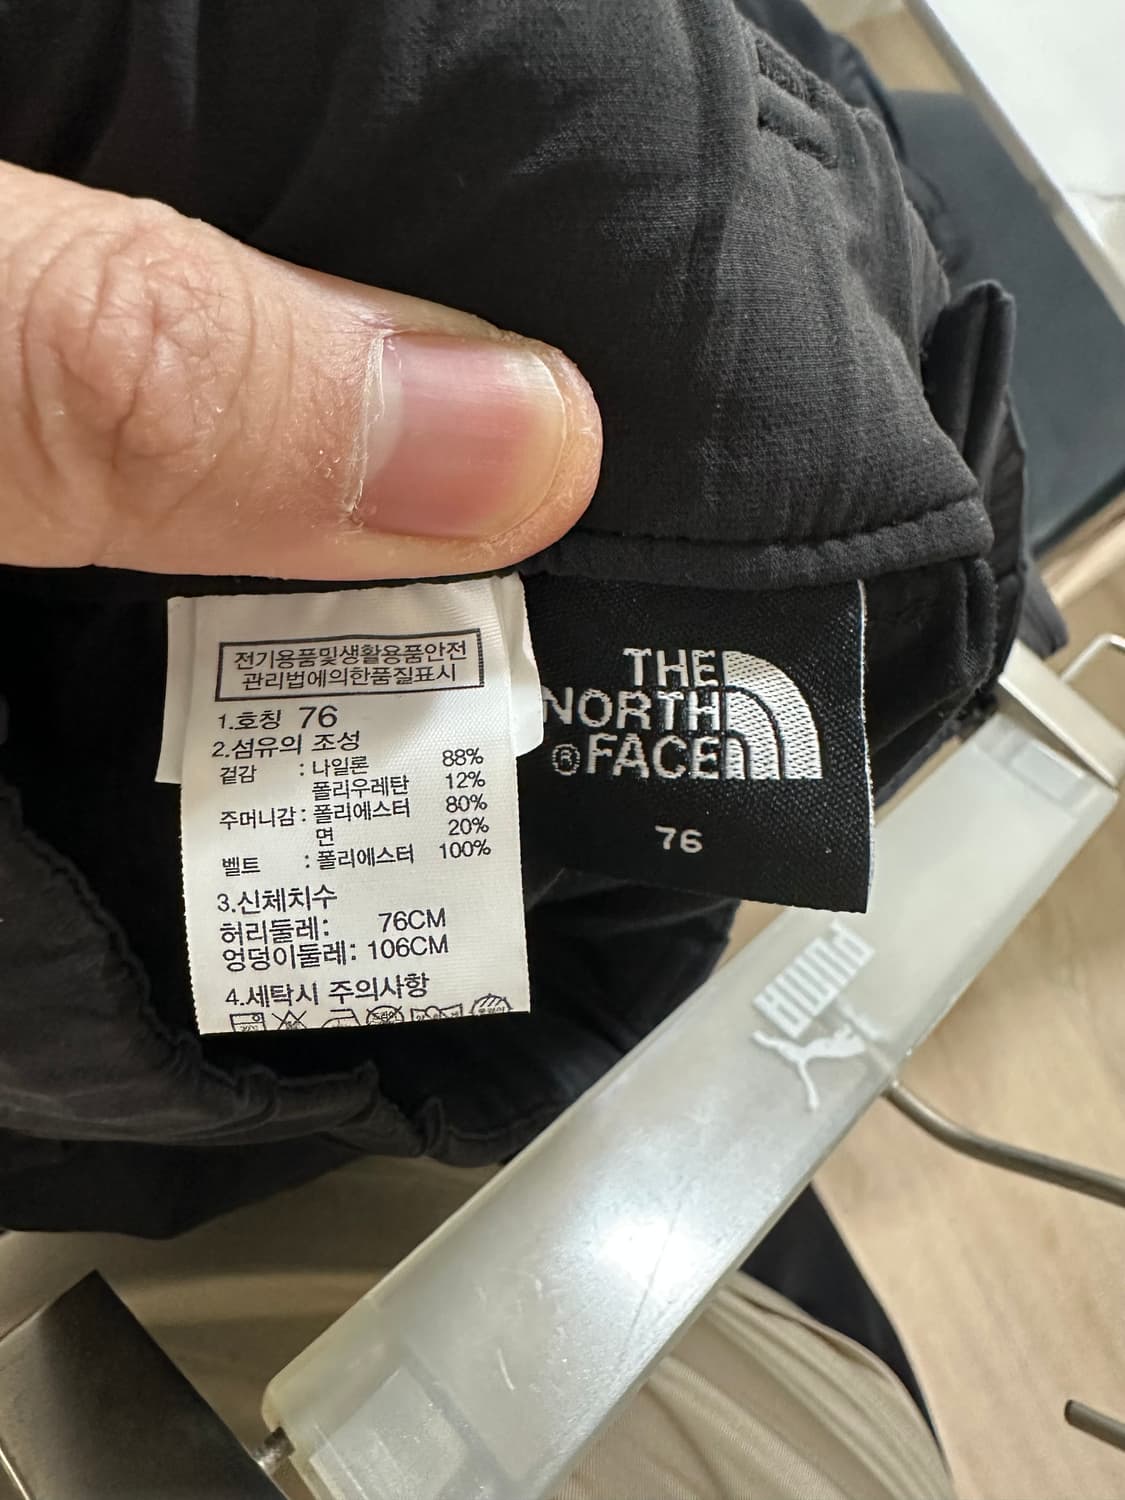 전기용품및생활용품안전
관리법에의한품질표시
1.호칭 76
2.섬유의 조성
겉감 : 나일론 88%
폴리우레탄 12%
주머니감 : 폴리에스터 80%
면 20%
벨트 : 폴리에스터 100%
3.신체치수
허리둘레: 76CM
엉덩이둘레: 106CM
4.세탁시 주의사항
THE
NORTH
®FACE
76
PUMA